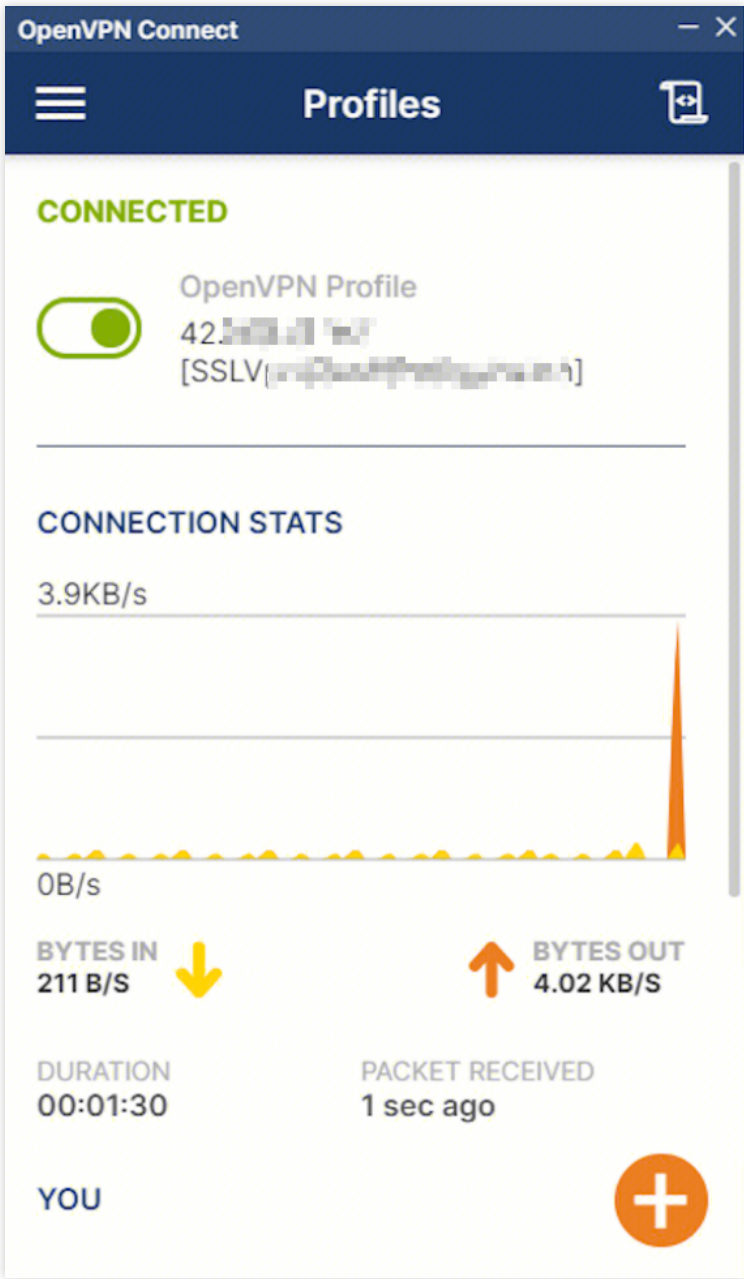 OpenVPN Connect
Profiles
CONNECTED
OpenVPN Profile
42.
[SSLV
CONNECTION STATS
3.9KB/s
0B/s
BYTES IN
211 B/S
BYTES OUT
4.02 KB/S
DURATION
00:01:30
PACKET RECEIVED
1 sec ago
YOU